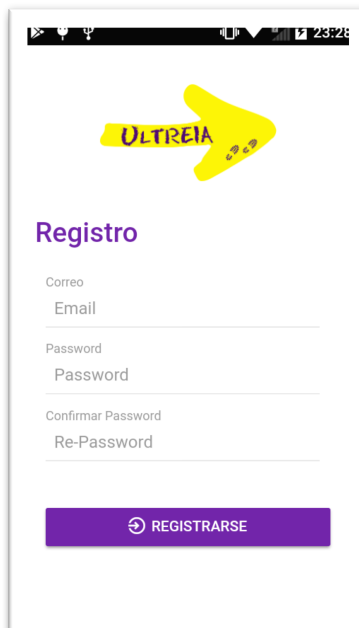 23:28
ULTREIA
Registro
Correo
Email
Password
Password
Confirmar Password
Re-Password
REGISTRARSE